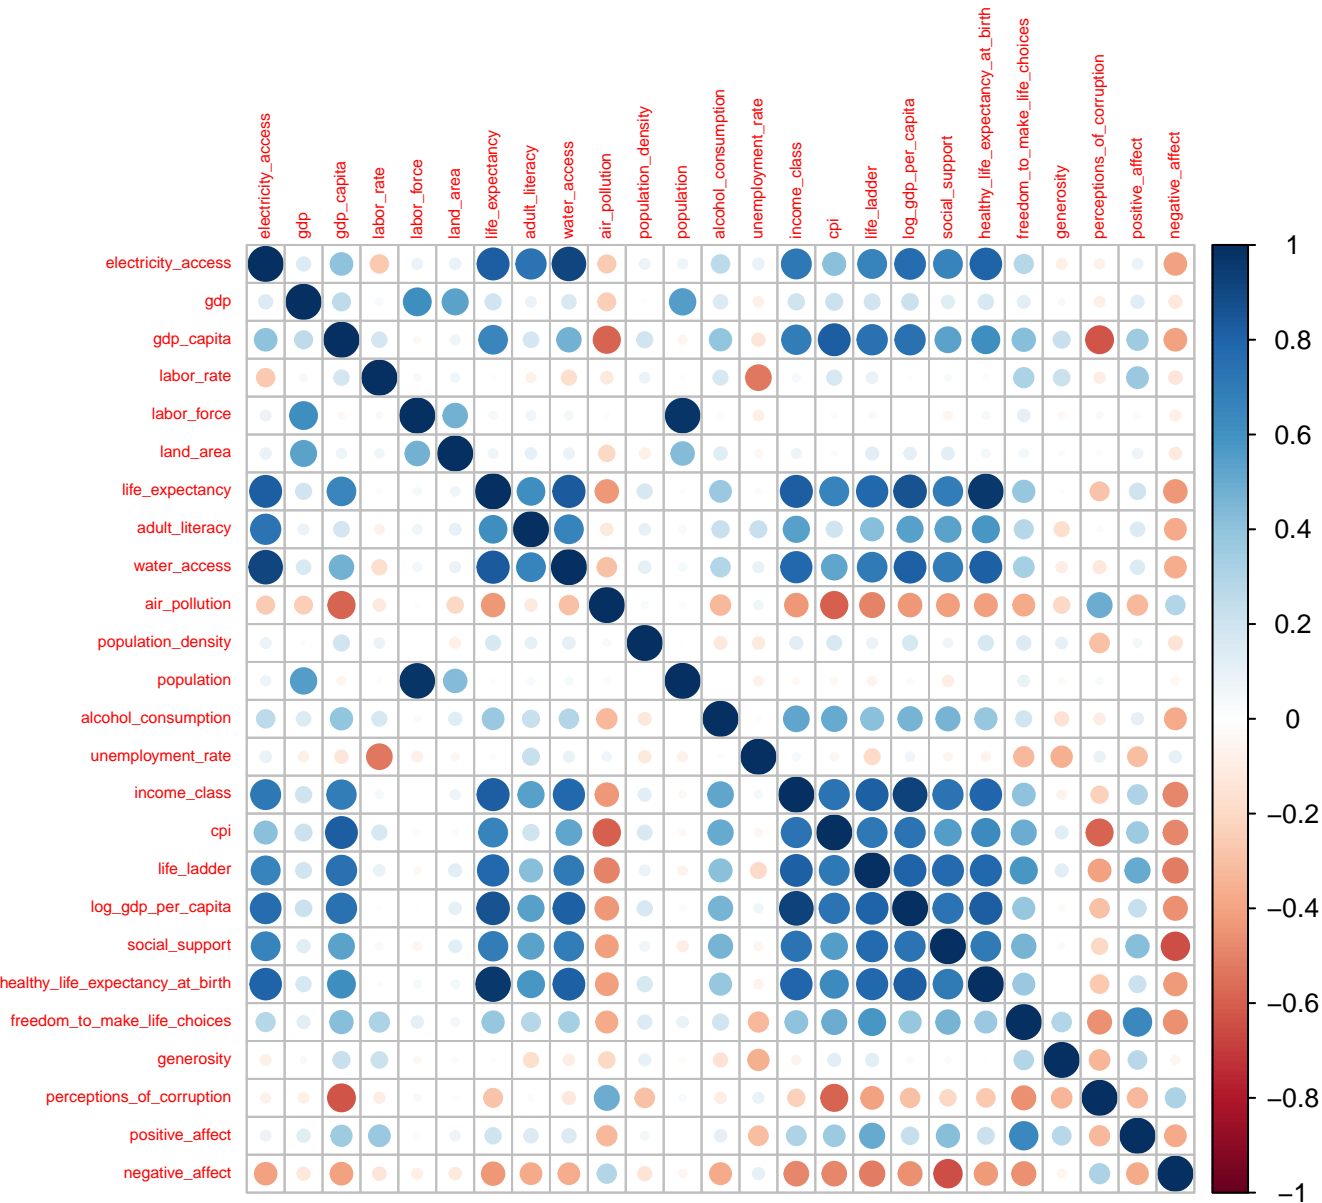 electricity_access
gdp
gdp_capita
labor_rate
labor_force
land_area
life_expectancy
adult_literacy
water_access
air_pollution
population_density
population
alcohol_consumption
unemployment_rate
income_class
cpi
life_ladder
log_gdp_per_capita
social_support
healthy_life_expectancy_at_birth
freedom_to_make_life_choices
generosity
perceptions_of_corruption
positive_affect
negative_affect
electricity_access
gdp
gdp_capita
labor_rate
labor_force
land_area
life_expectancy
adult_literacy
water_access
air_pollution
population_density
population
alcohol_consumption
unemployment_rate
income_class
cpi
life_ladder
log_gdp_per_capita
social_support
healthy_life_expectancy_at_birth
freedom_to_make_life_choices
generosity
perceptions_of_corruption
positive_affect
negative_affect
1
0.8
0.6
0.4
0.2
0
−0.2
−0.4
−0.6
−0.8
−1